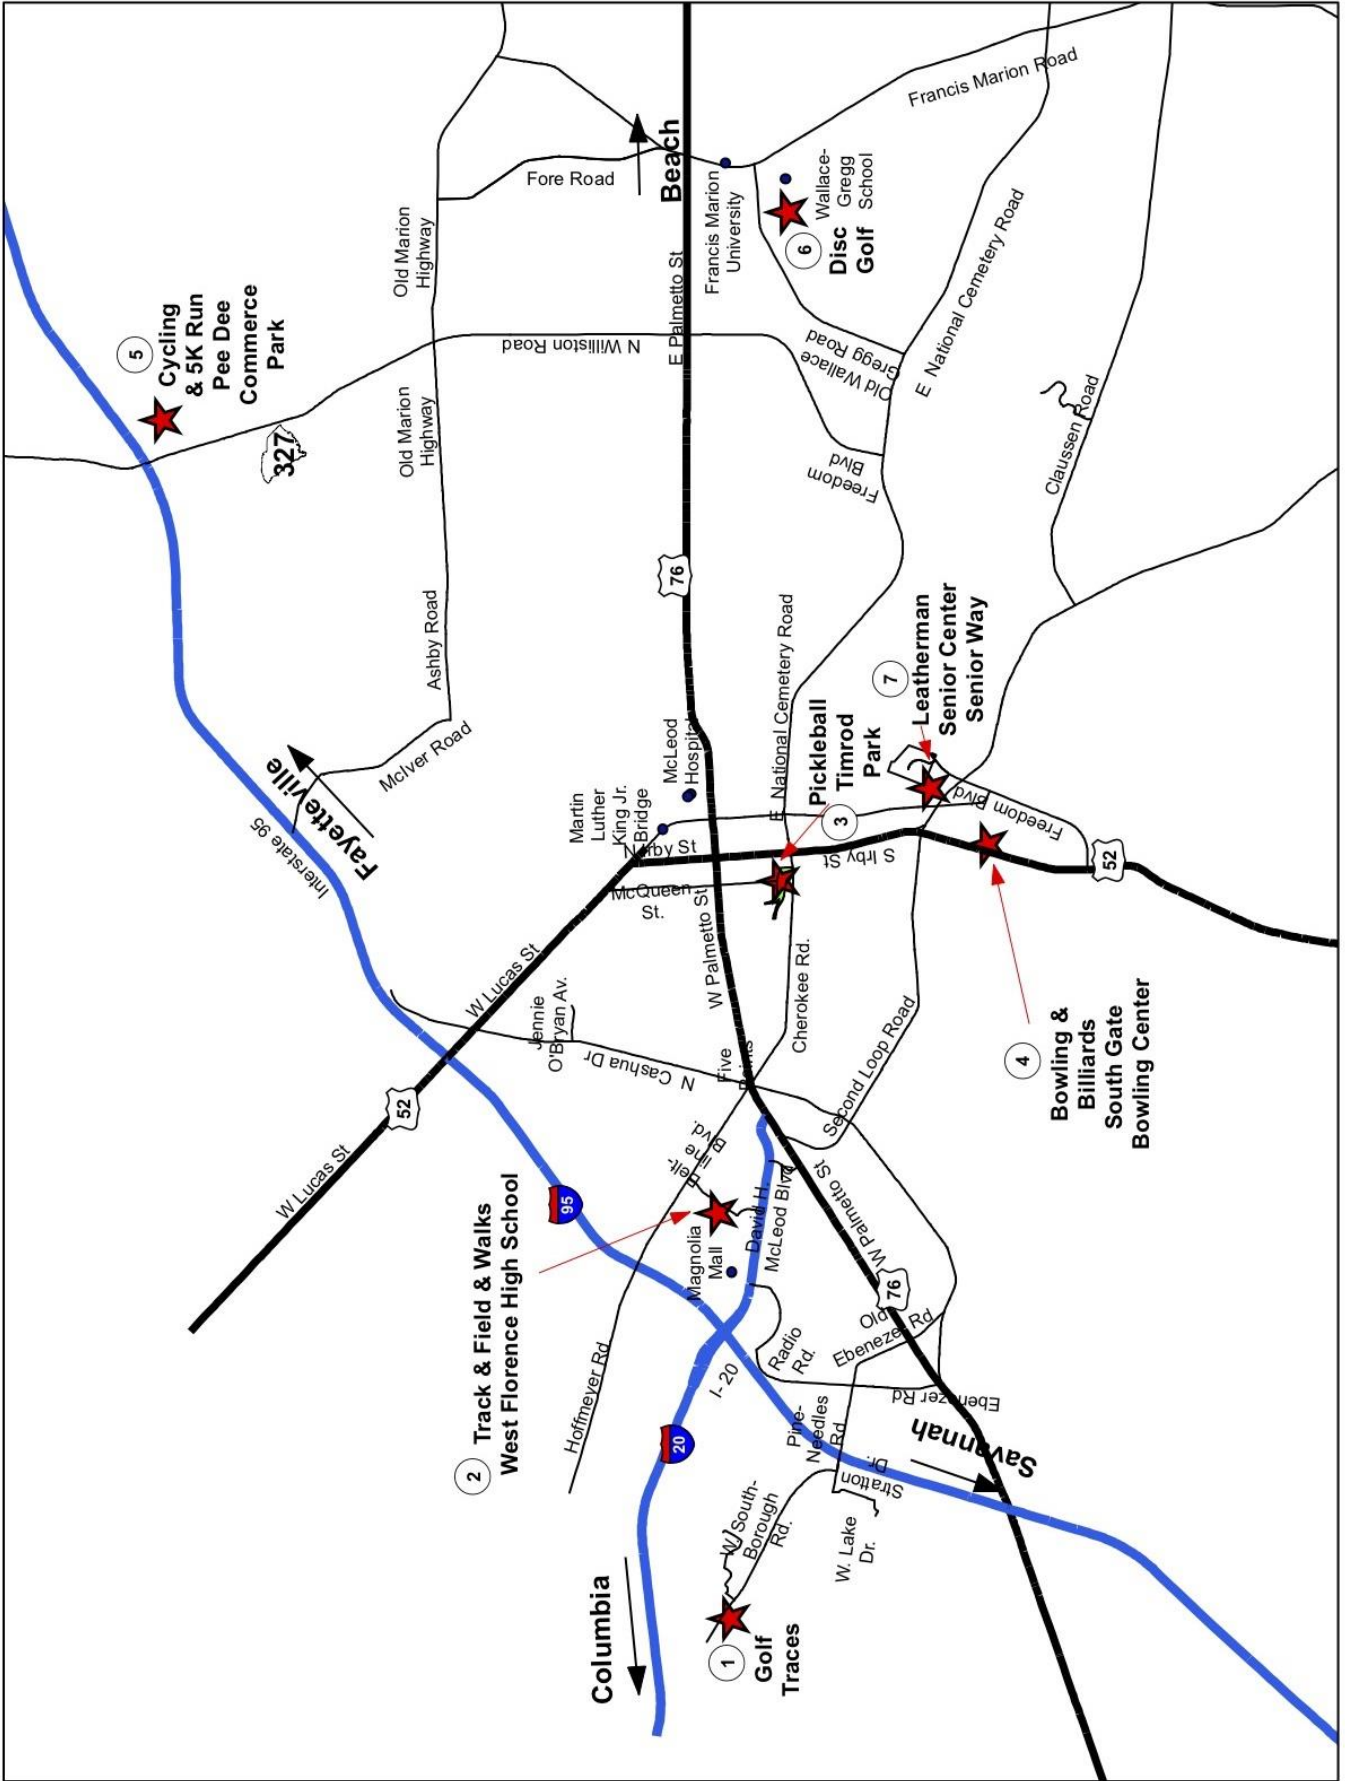 Columbia
20
I-20
Hoffmeyer Rd
1
Golf
Traces
W. South-
Borough
Rd.
W. Lake
Dr.
Stratton
Dr.
Pine-
Needles
Rd
Savannah
Ebenezer Rd
Old
Ebenezer Rd
Radio
Rd.
76
W Palmetto St
2
Track & Field & Walks
West Florence High School
Magnolia
Mall
David H.
McLeod Blvd
Belt-
line
Blvd.
95
W Lucas St
52
W Lucas St
Jennie
O'Bryan Av.
N Cashua Dr
Five
Points
Second Loop Road
Cherokee Rd.
W Palmetto St
McQueen
St.
N Irby St
S Irby St
Martin
Luther
King Jr.
Bridge
McLeod
Hospital
3
Pickleball
Timrod
Park
4
Bowling &
Billiards
South Gate
Bowling Center
52
Freedom
Blvd
7
Leatherman
Senior Center
Senior Way
E National Cemetery Road
Interstate 95
Fayetteville
McIver Road
Ashby Road
76
Old Marion
Highway
327
5
Cycling
& 5K Run
Pee Dee
Commerce
Park
Old Marion
Highway
N Williston Road
E Palmetto St
Freedom
Blvd
Old Wallace
Gregg Road
E National Cemetery Road
Claussen Road
Fore Road
Beach
Francis Marion
University
6
Disc
Golf
Wallace-
Gregg
School
Francis Marion Road